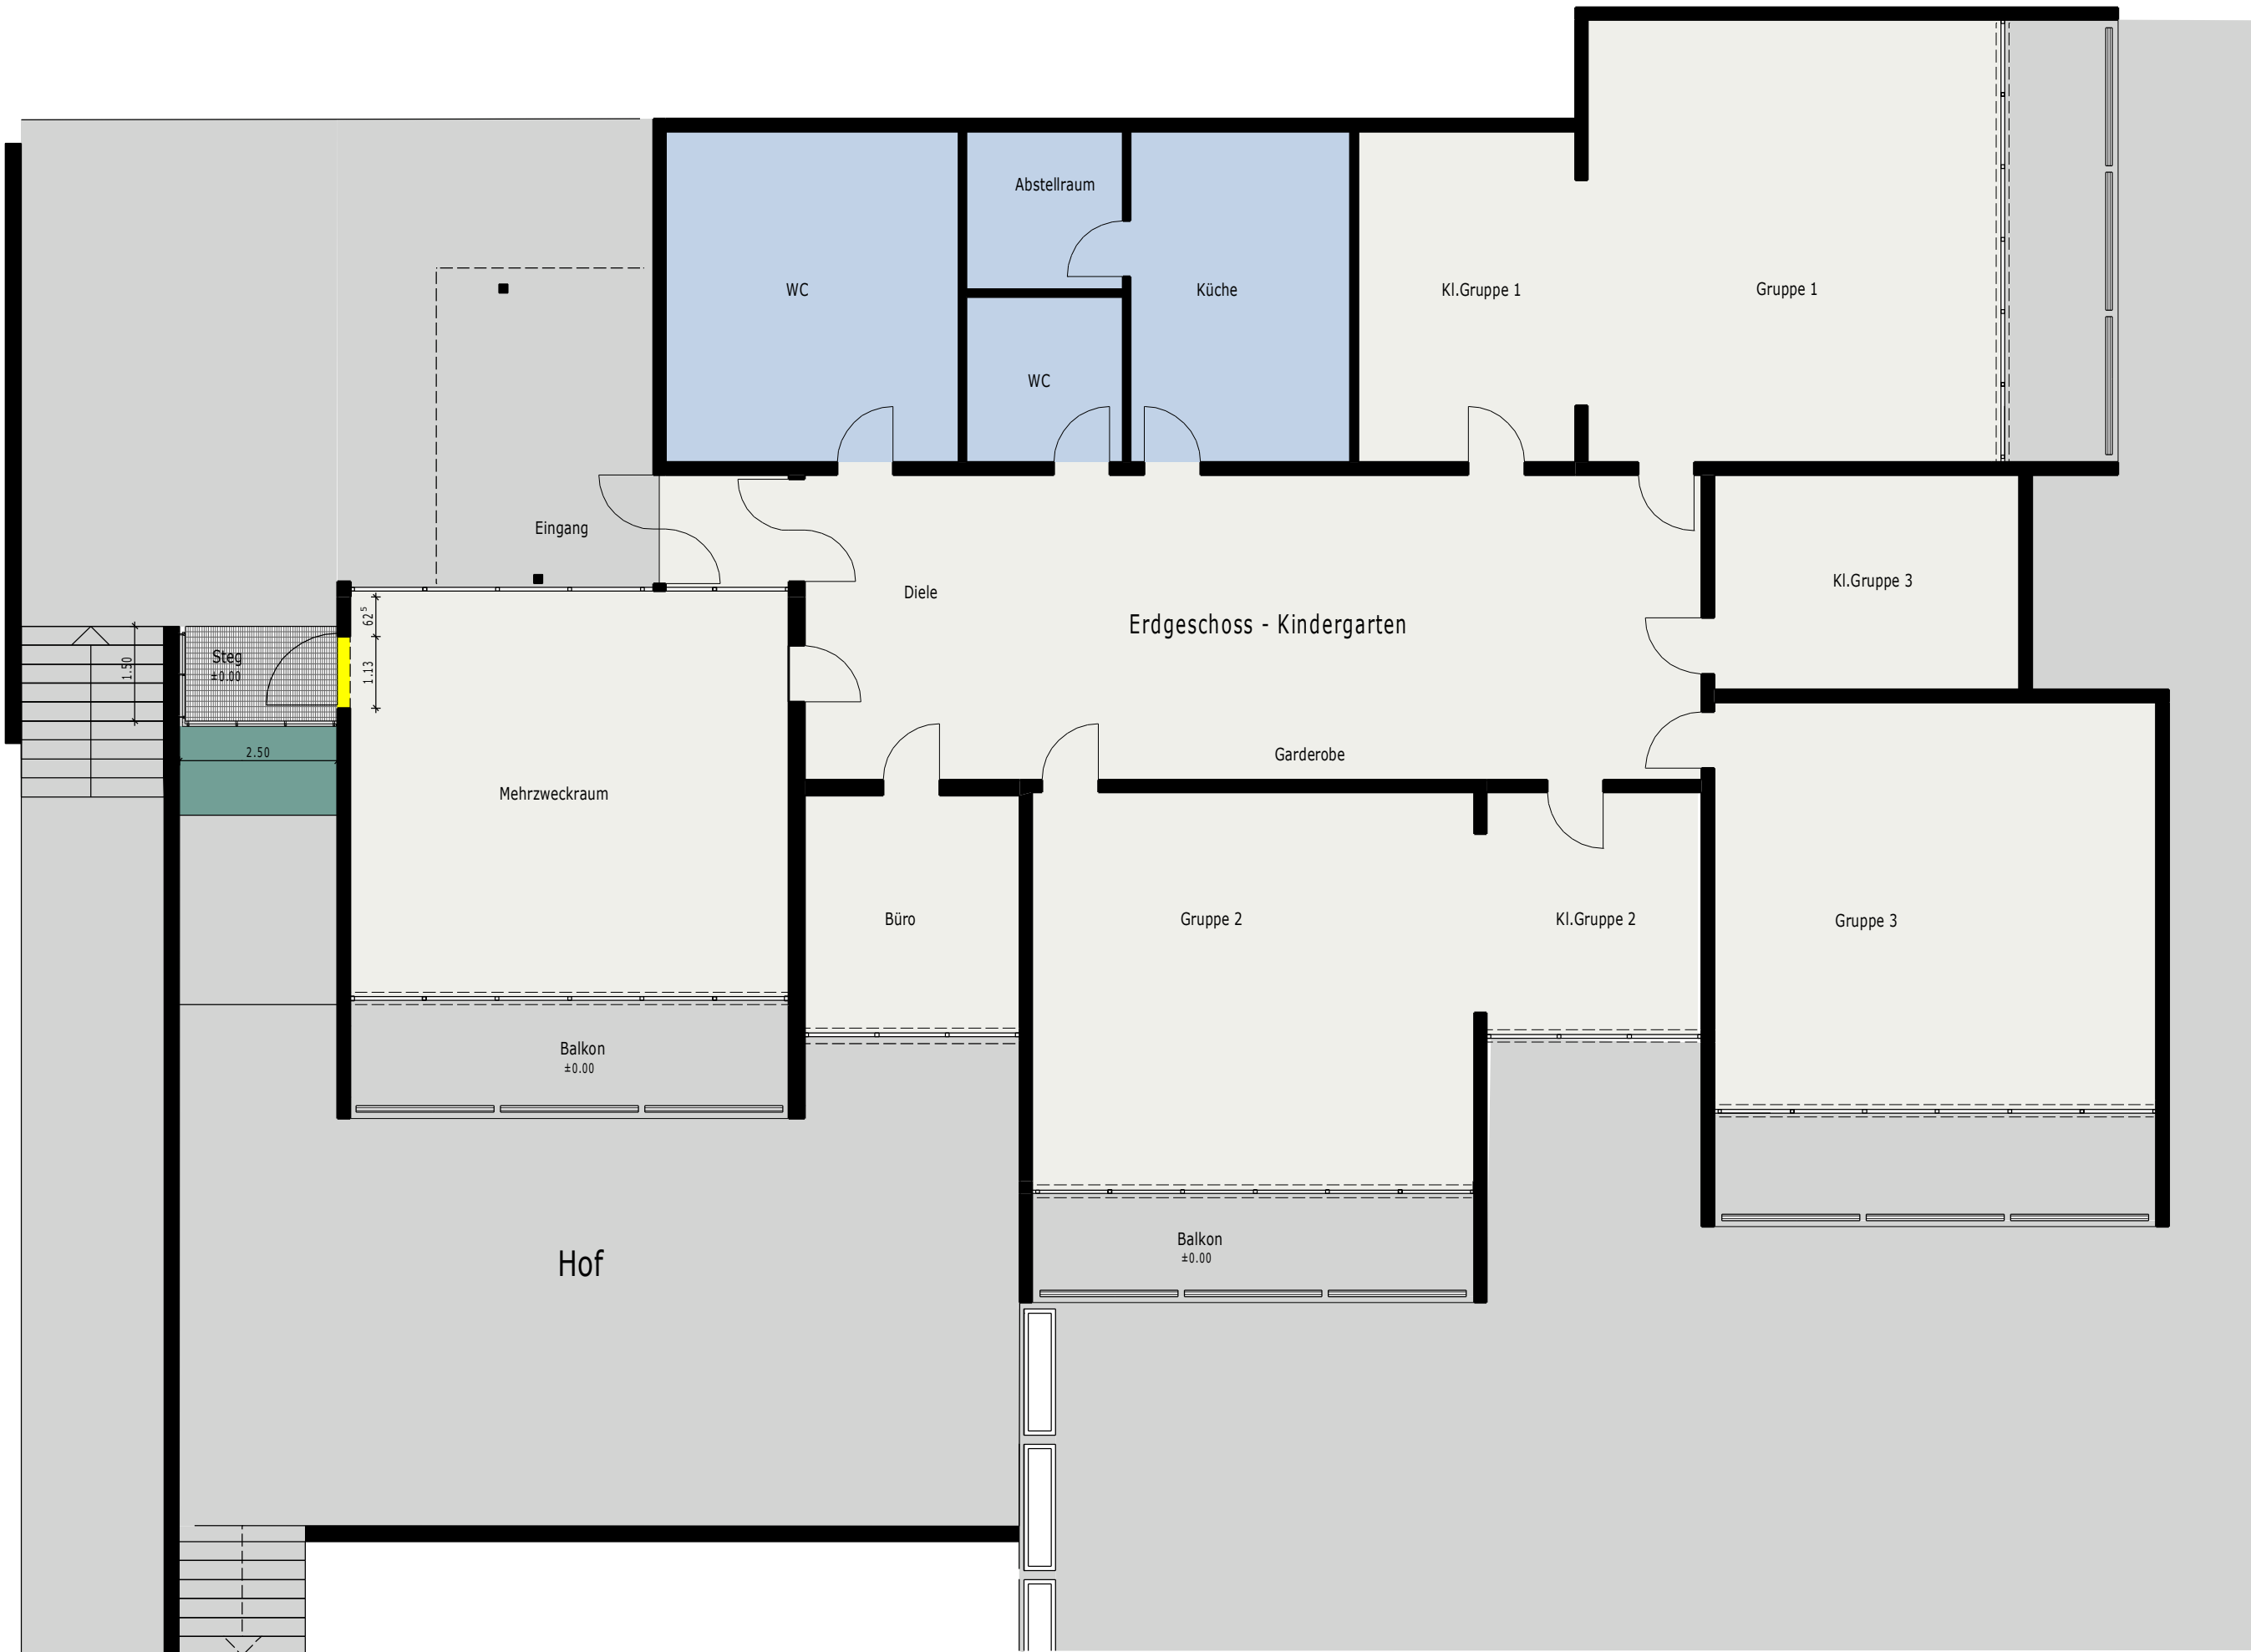 Abstellraum
WC
Küche
Kl.Gruppe 1
Gruppe 1
WC
Eingang
Diele
Erdgeschoss - Kindergarten
Kl.Gruppe 3
62⁵
1.13
1.50
Steg
±0.00
2.50
Garderobe
Mehrzweckraum
Büro
Gruppe 2
Kl.Gruppe 2
Gruppe 3
Balkon
±0.00
Balkon
±0.00
Hof